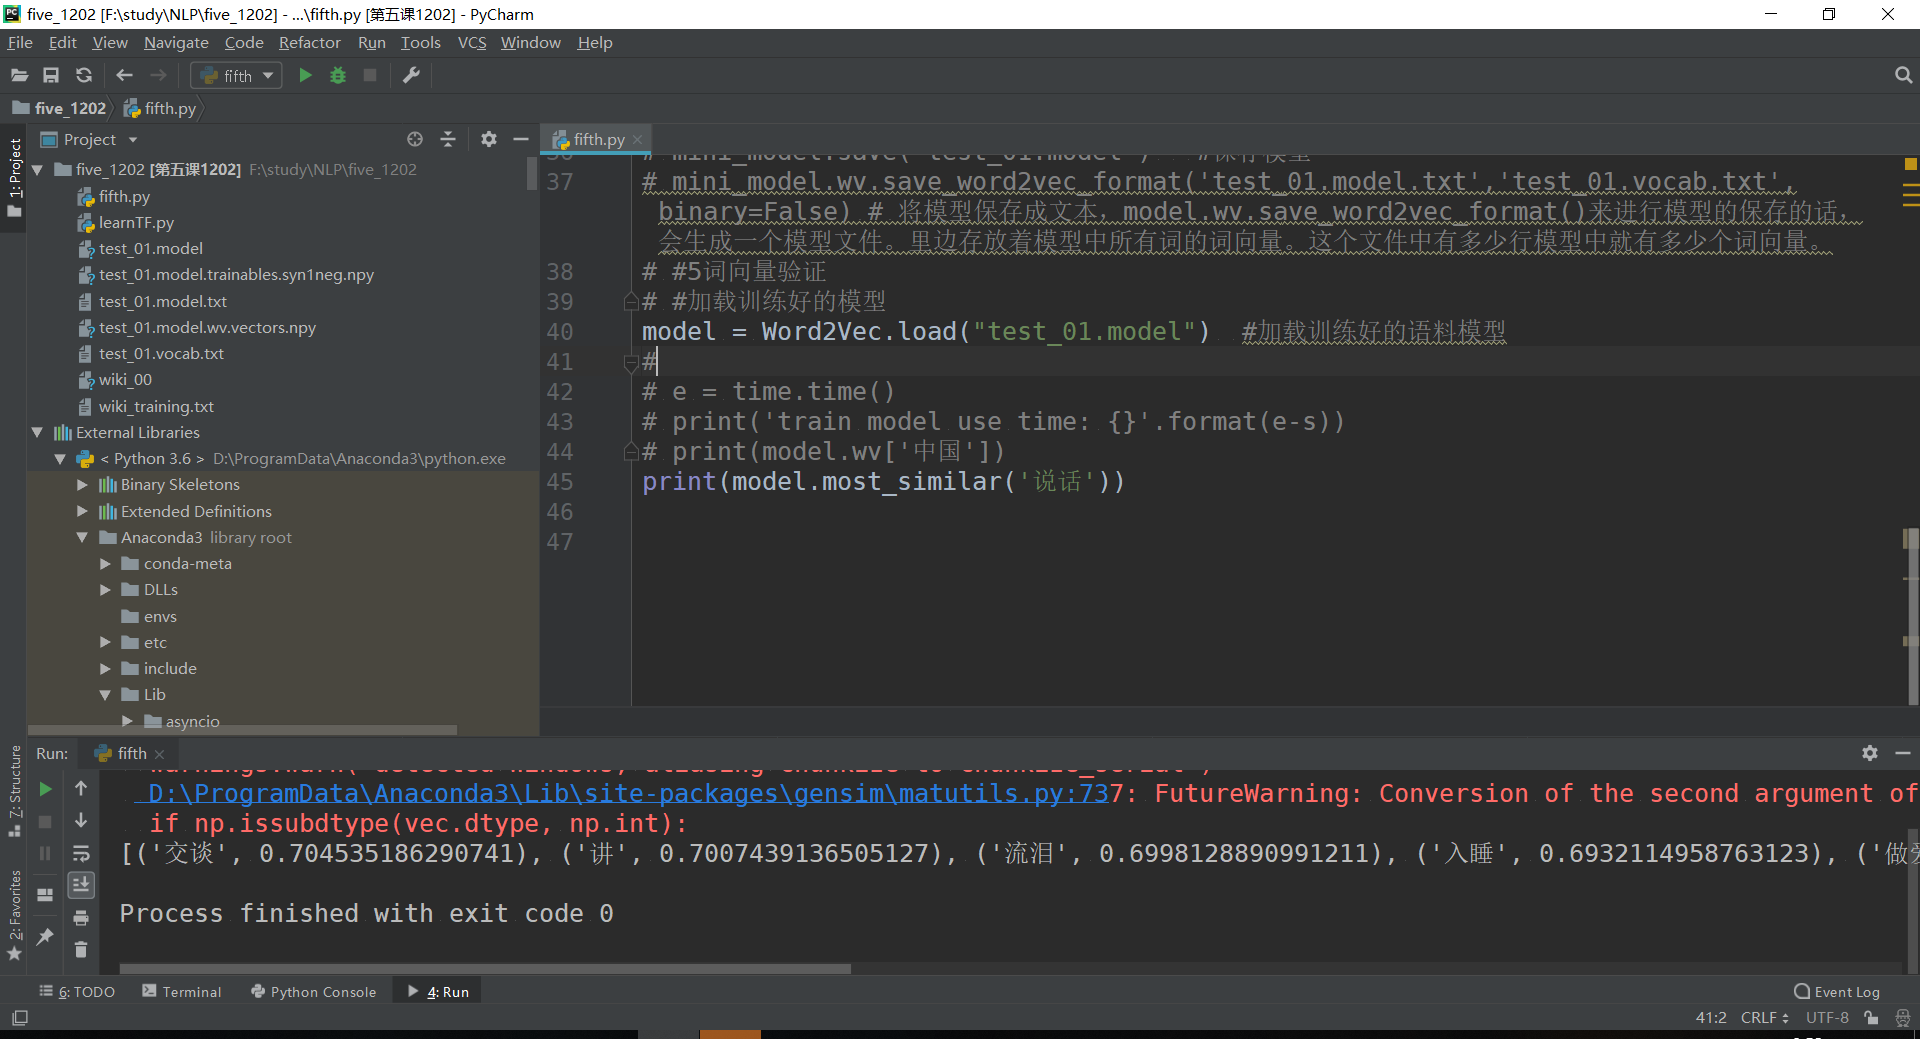 five_1202 [F:\study\NLP\five_1202] - ...\fifth.py [第五课1202] - PyCharm
File Edit View Navigate Code Refactor Run Tools VCS Window Help
fifth
five_1202 fifth.py
Project
fifth.py
1: Project
five_1202 [第五课1202] F:\study\NLP\five_1202
fifth.py
learnTF.py
test_01.model
test_01.model.trainables.syn1neg.npy
test_01.model.txt
test_01.model.wv.vectors.npy
test_01.vocab.txt
wiki_00
wiki_training.txt
External Libraries
< Python 3.6 > D:\ProgramData\Anaconda3\python.exe
Binary Skeletons
Extended Definitions
Anaconda3 library root
conda-meta
DLLs
envs
etc
include
Lib
asyncio
37 # mini_model.wv.save_word2vec_format('test_01.model.txt','test_01.vocab.txt',
binary=False) # 将模型保存成文本，model.wv.save_word2vec_format()来进行模型的保存的话，
会生成一个模型文件。里边存放着模型中所有词的词向量。这个文件中有多少行模型中就有多少个词向量。
38 # #5词向量验证
39 # #加载训练好的模型
40 model = Word2Vec.load("test_01.model") #加载训练好的语料模型
41 #
42 # e = time.time()
43 # print('train model use time: {}'.format(e-s))
44 # print(model.wv['中国'])
45 print(model.most_similar('说话'))
46
47
Run: fifth
7: Structure
2: Favorites
D:\ProgramData\Anaconda3\Lib\site-packages\gensim\matutils.py:737: FutureWarning: Conversion of the second argument of
if np.issubdtype(vec.dtype, np.int):
[('交谈', 0.704535186290741), ('讲', 0.7007439136505127), ('流泪', 0.6998128890991211), ('入睡', 0.6932114958763123), ('做
Process finished with exit code 0
6: TODO Terminal Python Console 4: Run Event Log
41:2 CRLF UTF-8